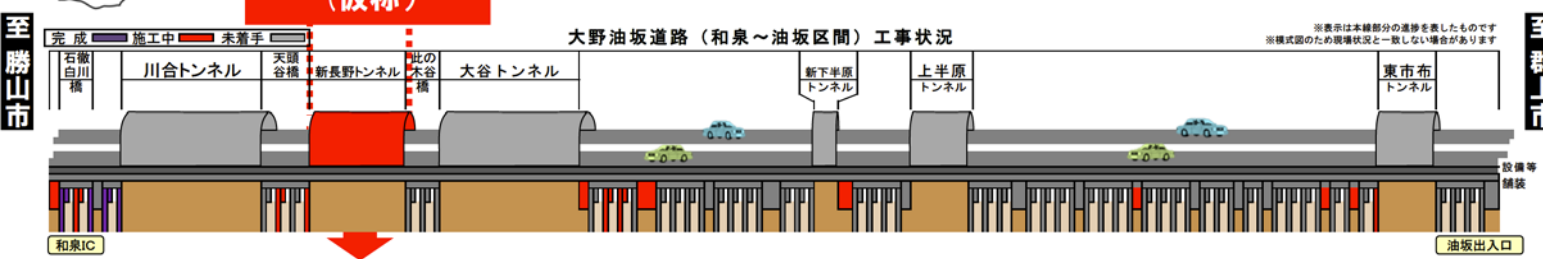 （仮称）
至 勝山市
完成 施工中 未着手
大野油坂道路（和泉～油坂区間）工事状況
※表示は本線部分の進捗を表したものです
※模式図のため現場状況と一致しない場合があります
至 郡上市
石徹白川橋
川合トンネル
天頭谷橋
新長野トンネル
此の木谷橋
大谷トンネル
新下半原トンネル
上半原トンネル
東市布トンネル
設備等
舗装
和泉IC
油坂出入口